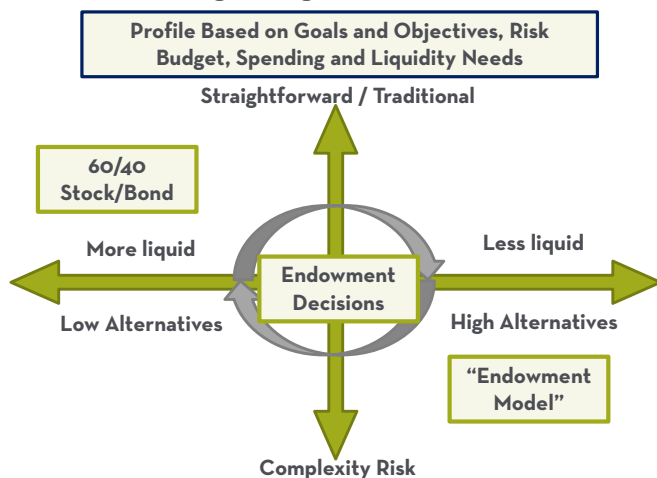 Profile Based on Goals and Objectives, Risk
Budget, Spending and Liquidity Needs
Straightforward / Traditional
60/40
Stock/Bond
More liquid
Less liquid
Endowment
Decisions
Low Alternatives
High Alternatives
“Endowment
Model”
Complexity Risk